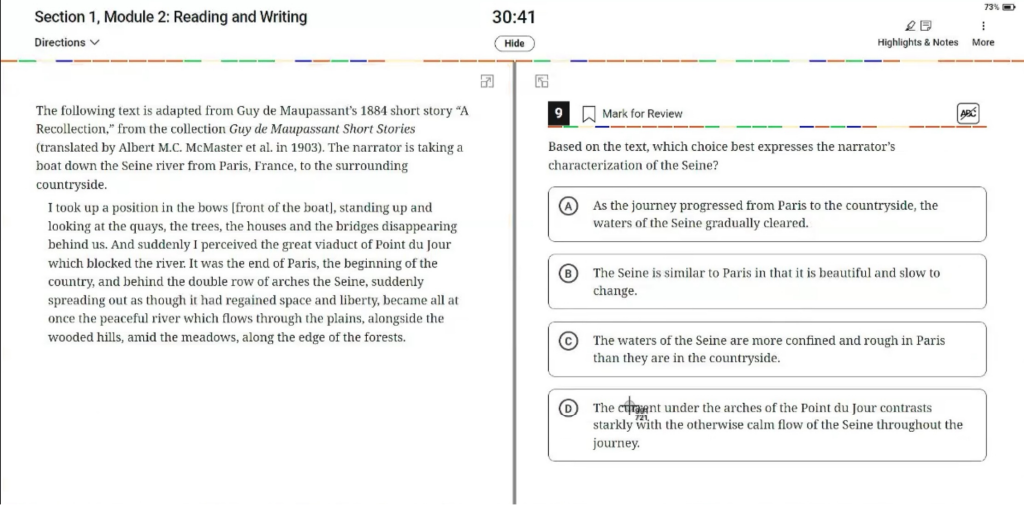 Section 1, Module 2: Reading and Writing
Directions
30:41
Hide
73%
Highlights & Notes
More
The following text is adapted from Guy de Maupassant's 1884 short story “A
Recollection,” from the collection Guy de Maupassant Short Stories
(translated by Albert M.C. McMaster et al. in 1903). The narrator is taking a
boat down the Seine river from Paris, France, to the surrounding
countryside.
I took up a position in the bows [front of the boat], standing up and
looking at the quays, the trees, the houses and the bridges disappearing
behind us. And suddenly I perceived the great viaduct of Point du Jour
which blocked the river. It was the end of Paris, the beginning of the
country, and behind the double row of arches the Seine, suddenly
spreading out as though it had regained space and liberty, became all at
once the peaceful river which flows through the plains, alongside the
wooded hills, amid the meadows, along the edge of the forests.
9
Mark for Review
ABC
Based on the text, which choice best expresses the narrator's
characterization of the Seine?
A
As the journey progressed from Paris to the countryside, the
waters of the Seine gradually cleared.
B
The Seine is similar to Paris in that it is beautiful and slow to
change.
C
The waters of the Seine are more confined and rough in Paris
than they are in the countryside.
D
The current under the arches of the Point du Jour contrasts
starkly with the otherwise calm flow of the Seine throughout the
journey.